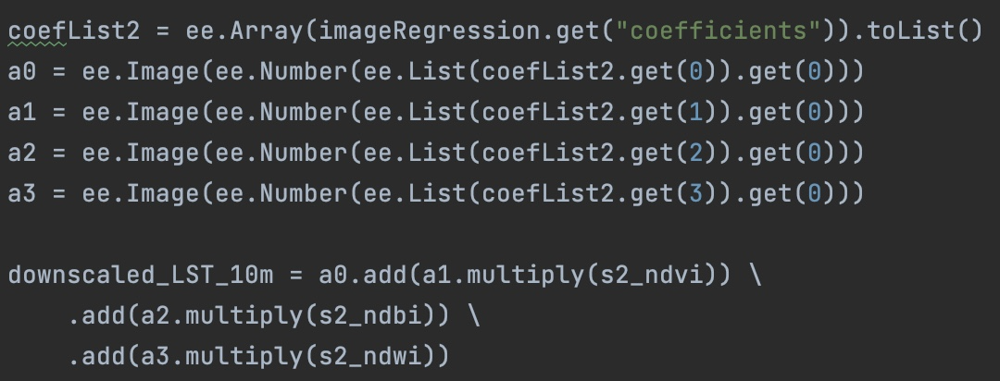 coefList2 = ee.Array(imageRegression.get("coefficients")).toList()
a0 = ee.Image(ee.Number(ee.List(coefList2.get(0)).get(0)))
a1 = ee.Image(ee.Number(ee.List(coefList2.get(1)).get(0)))
a2 = ee.Image(ee.Number(ee.List(coefList2.get(2)).get(0)))
a3 = ee.Image(ee.Number(ee.List(coefList2.get(3)).get(0)))

downscaled_LST_10m = a0.add(a1.multiply(s2_ndvi)) \
    .add(a2.multiply(s2_ndbi)) \
    .add(a3.multiply(s2_ndwi))